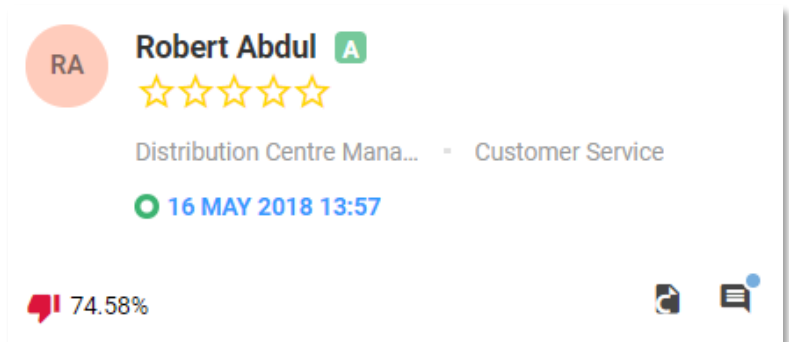 RA
Robert Abdul A
Distribution Centre Mana... Customer Service
16 MAY 2018 13:57
74.58%